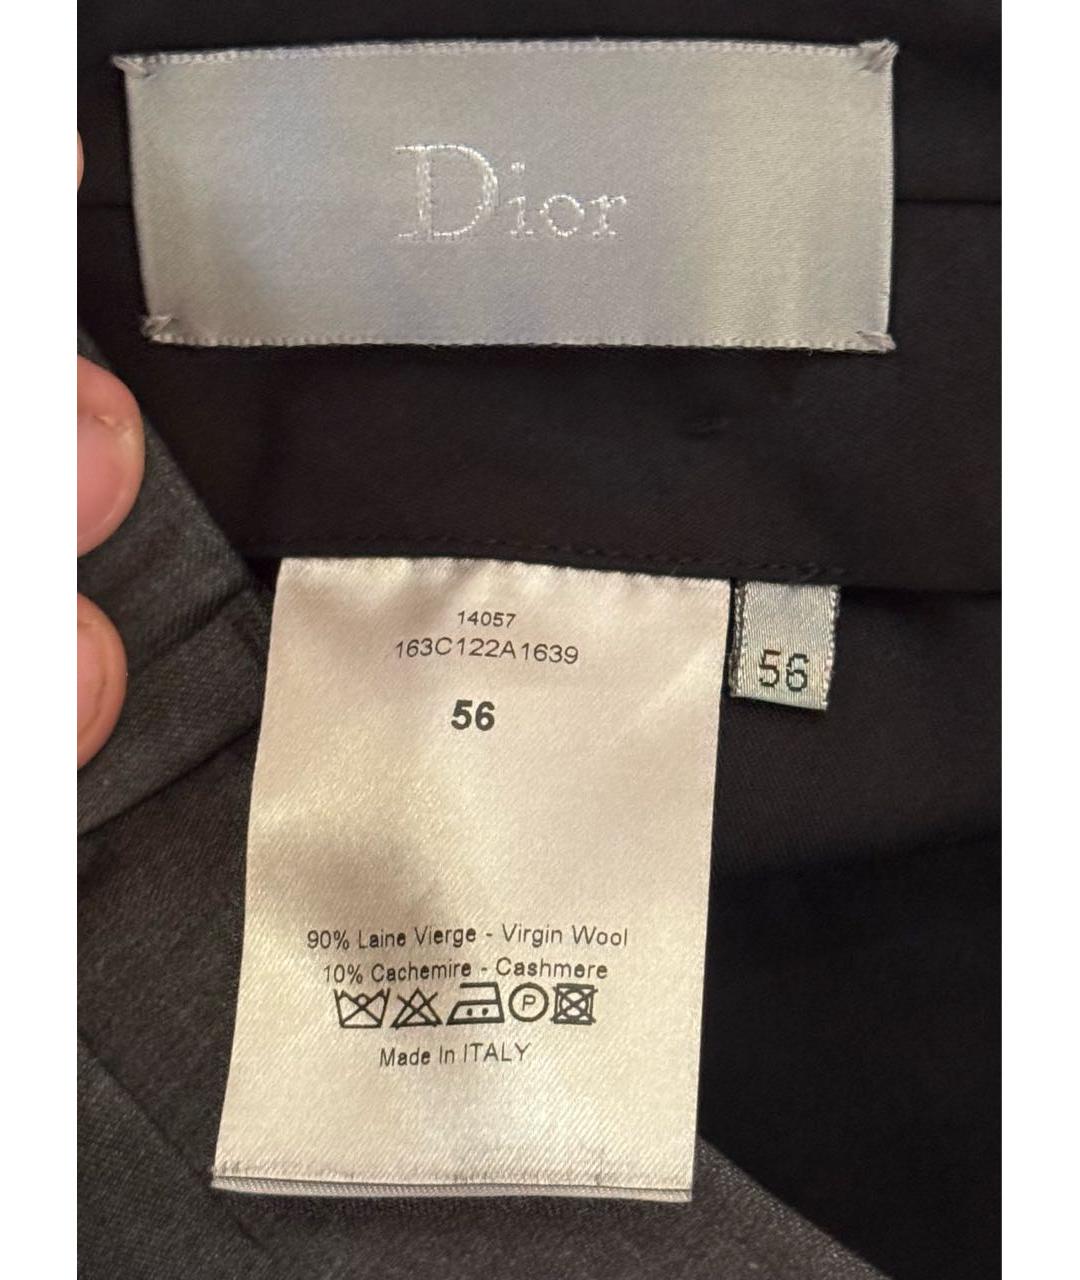 Dior
14057
163C122A1639
56
56
90% Laine Vierge - Virgin Wool
10% Cachemire - Cashmere
P
Made In ITALY